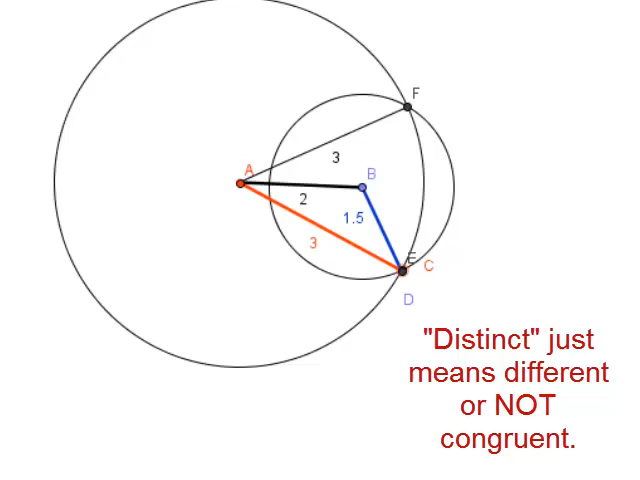 F
3
A
B
2
1.5
3
E
C
D
"Distinct" just
means different
or NOT
congruent.